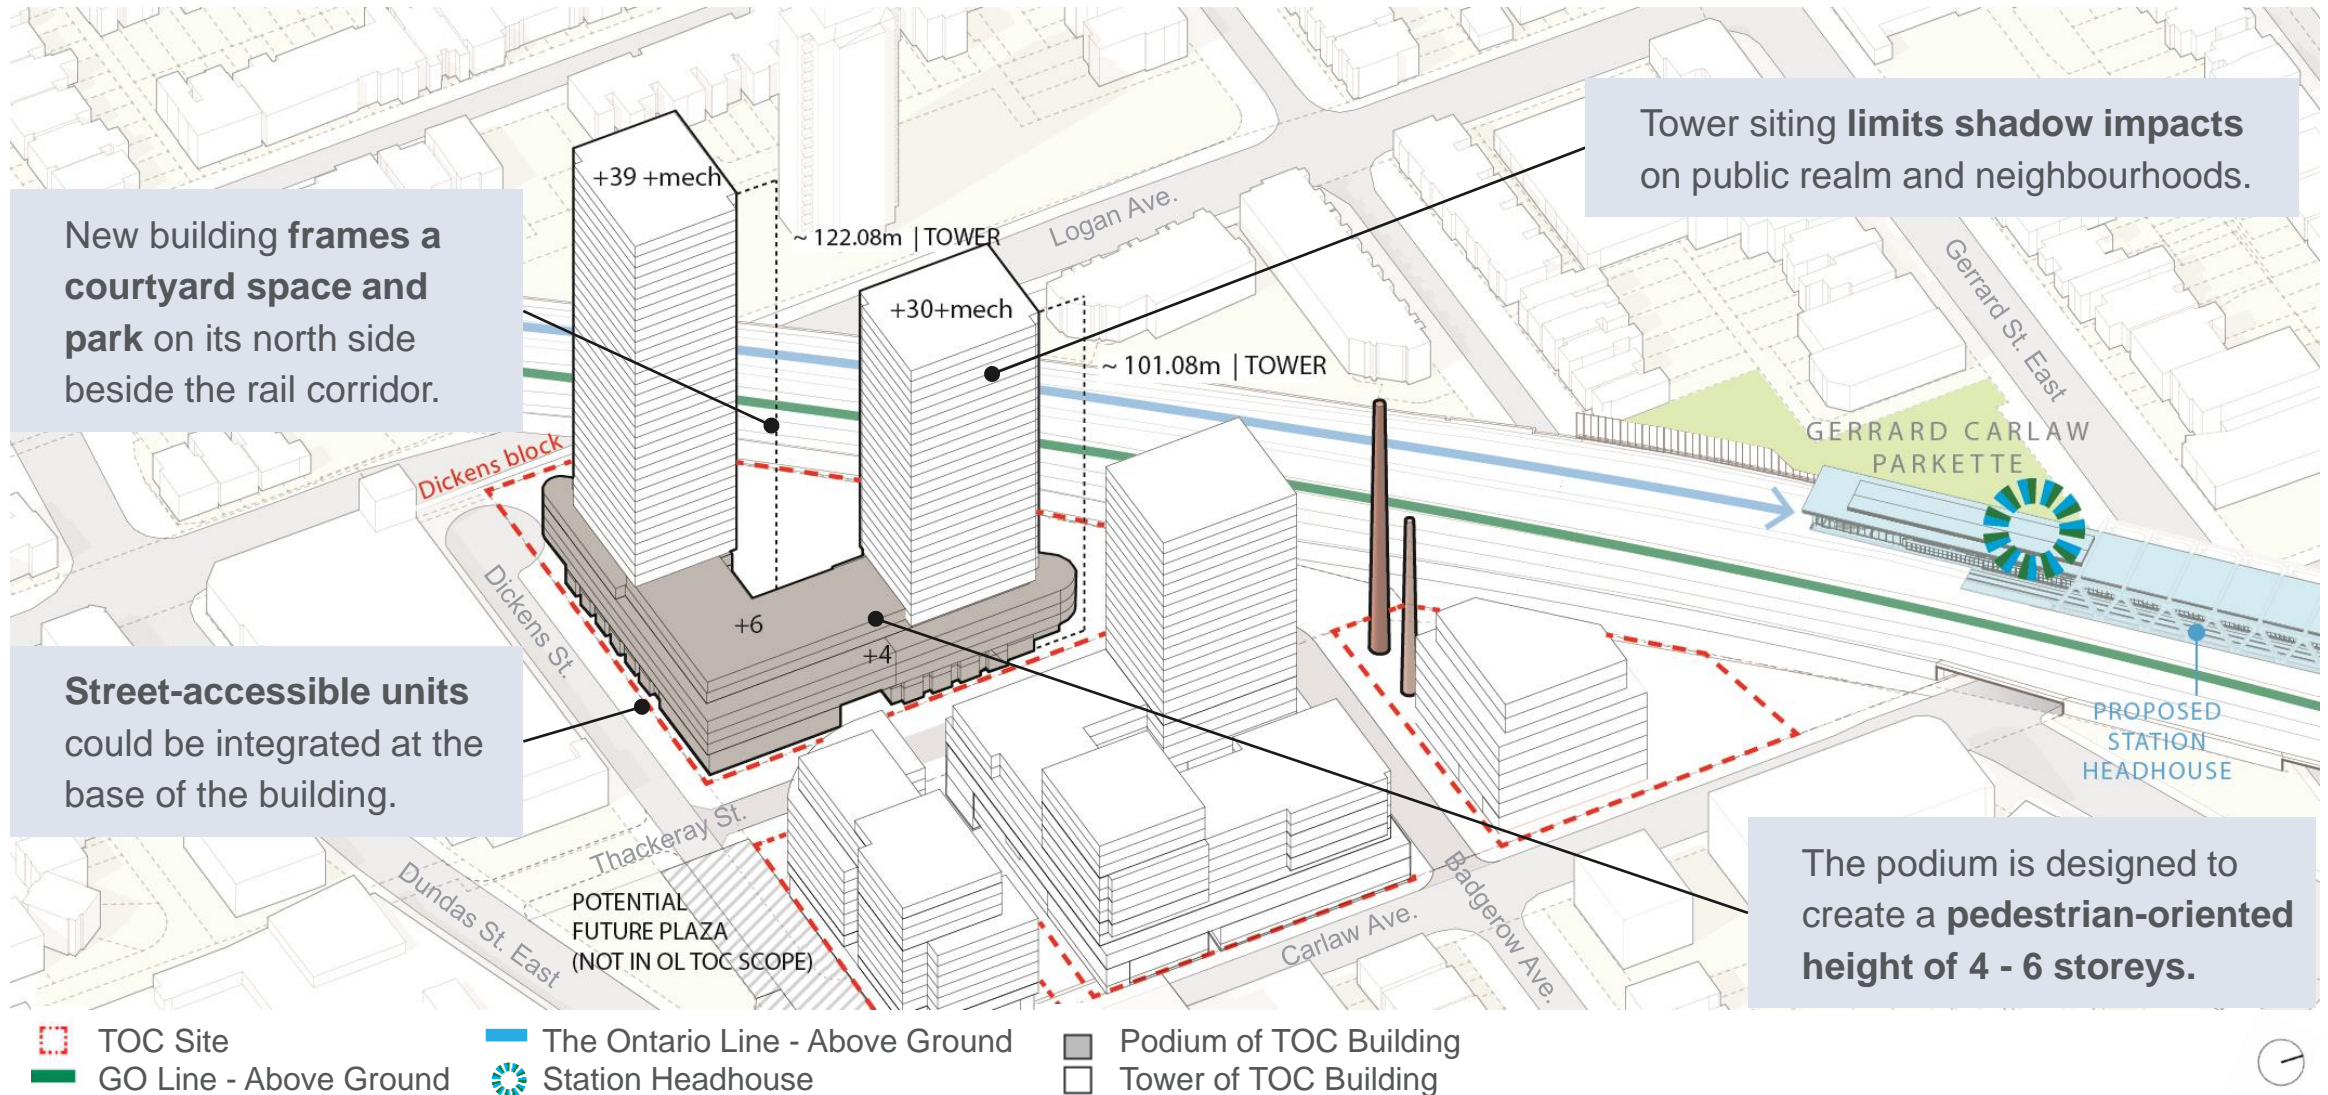 +39 +mech
~ 122.08m | TOWER
Logan Ave.
Tower siting limits shadow impacts
on public realm and neighbourhoods.
New building frames a
courtyard space and
park on its north side
beside the rail corridor.
+30+mech
~ 101.08m | TOWER
Gerrard St. East
GERRARD CARLAW
PARKETTE
Dickens block
Dickens St.
+6
+4
Street-accessible units
could be integrated at the
base of the building.
PROPOSED
STATION
HEADHOUSE
Thackeray St.
Dundas St. East
POTENTIAL
FUTURE PLAZA
(NOT IN OL TOC SCOPE)
Carlaw Ave.
Badgerow Ave.
The podium is designed to
create a pedestrian-oriented
height of 4 - 6 storeys.
TOC Site
GO Line - Above Ground
The Ontario Line - Above Ground
Station Headhouse
Podium of TOC Building
Tower of TOC Building